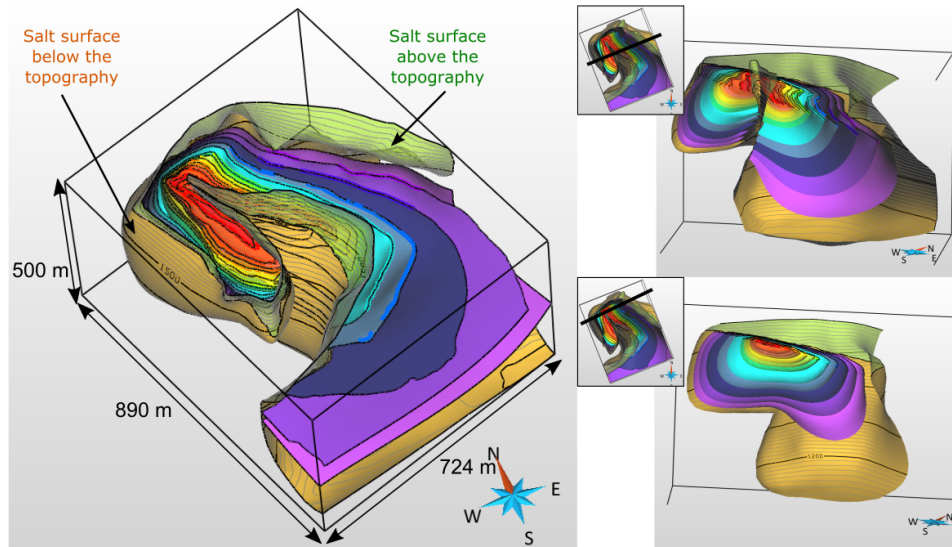 Salt surface
below the
topography
Salt surface
above the
topography
1500
500 m
890 m
724 m
N
E
W
S
W
S
N
E
1200
W
S
N
E